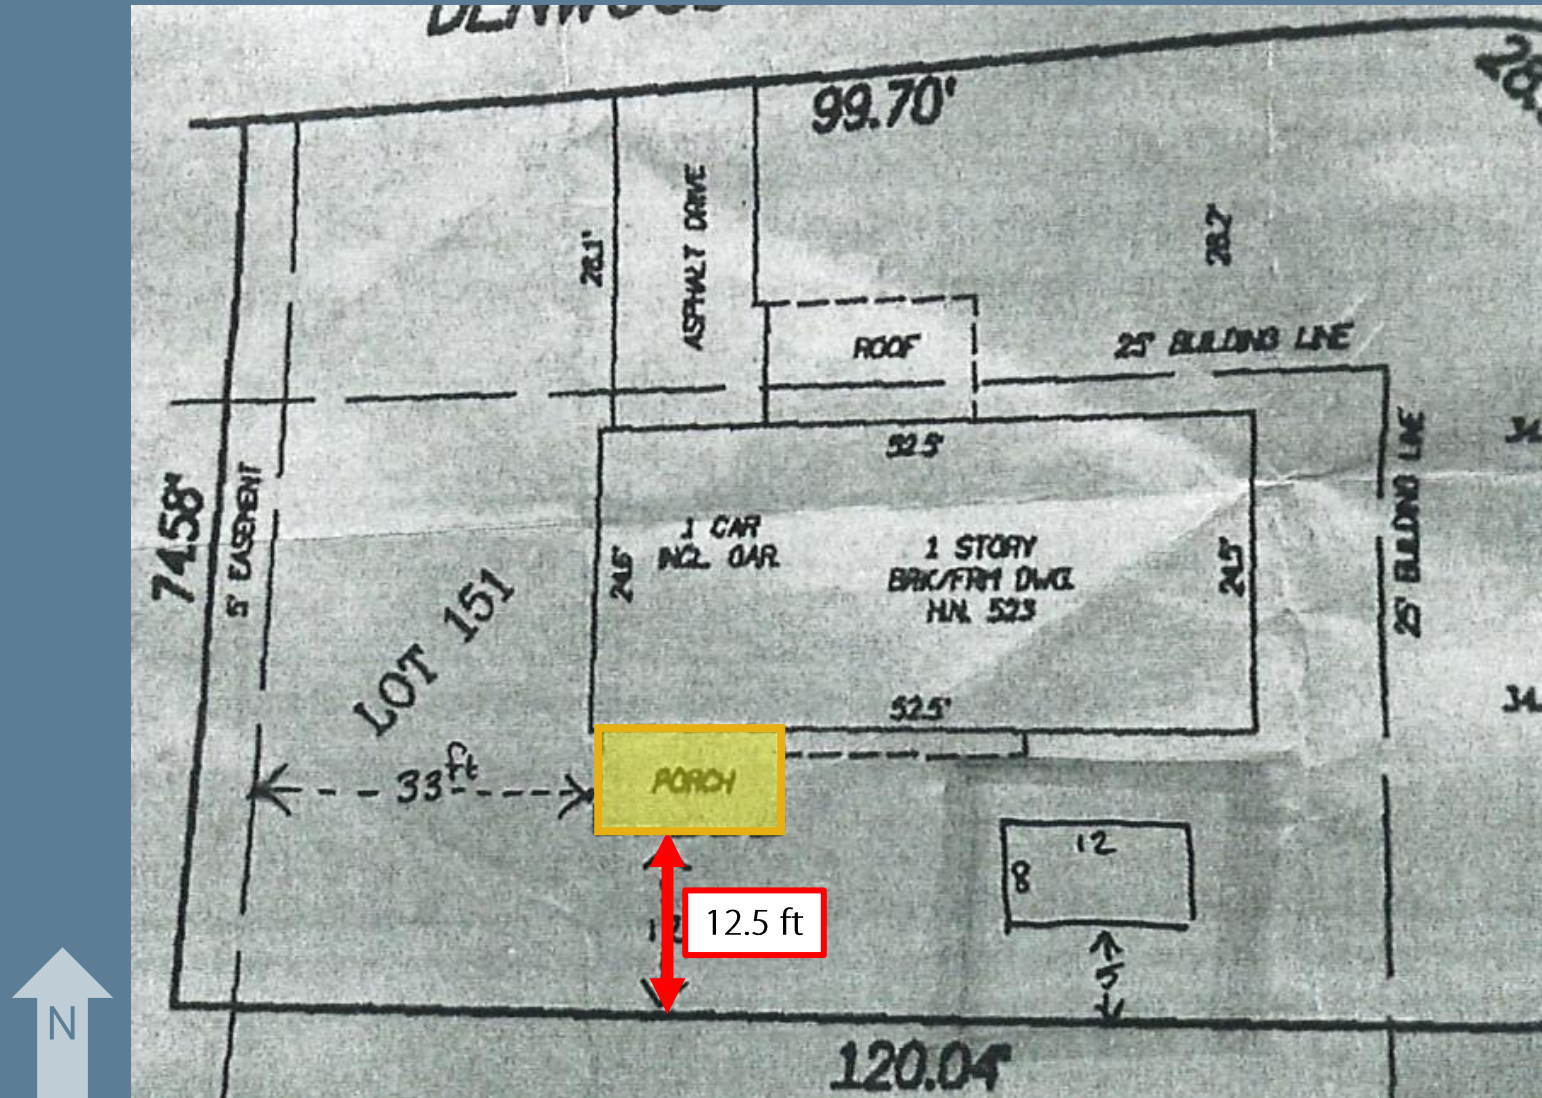 99.70'
28.1'
ASPHALT DRIVE
28.2'
ROOF
25' BUILDING LINE
52.5'
25' BUILDING LINE
74.58'
5' EASEMENT
24.6'
1 CAR
INCL. GAR.
1 STORY
BRK/FRM DWG.
H.N. 523
24.5'
LOT 151
52.5'
33 ft
PORCH
12
8
12.5 ft
5
N
120.04'